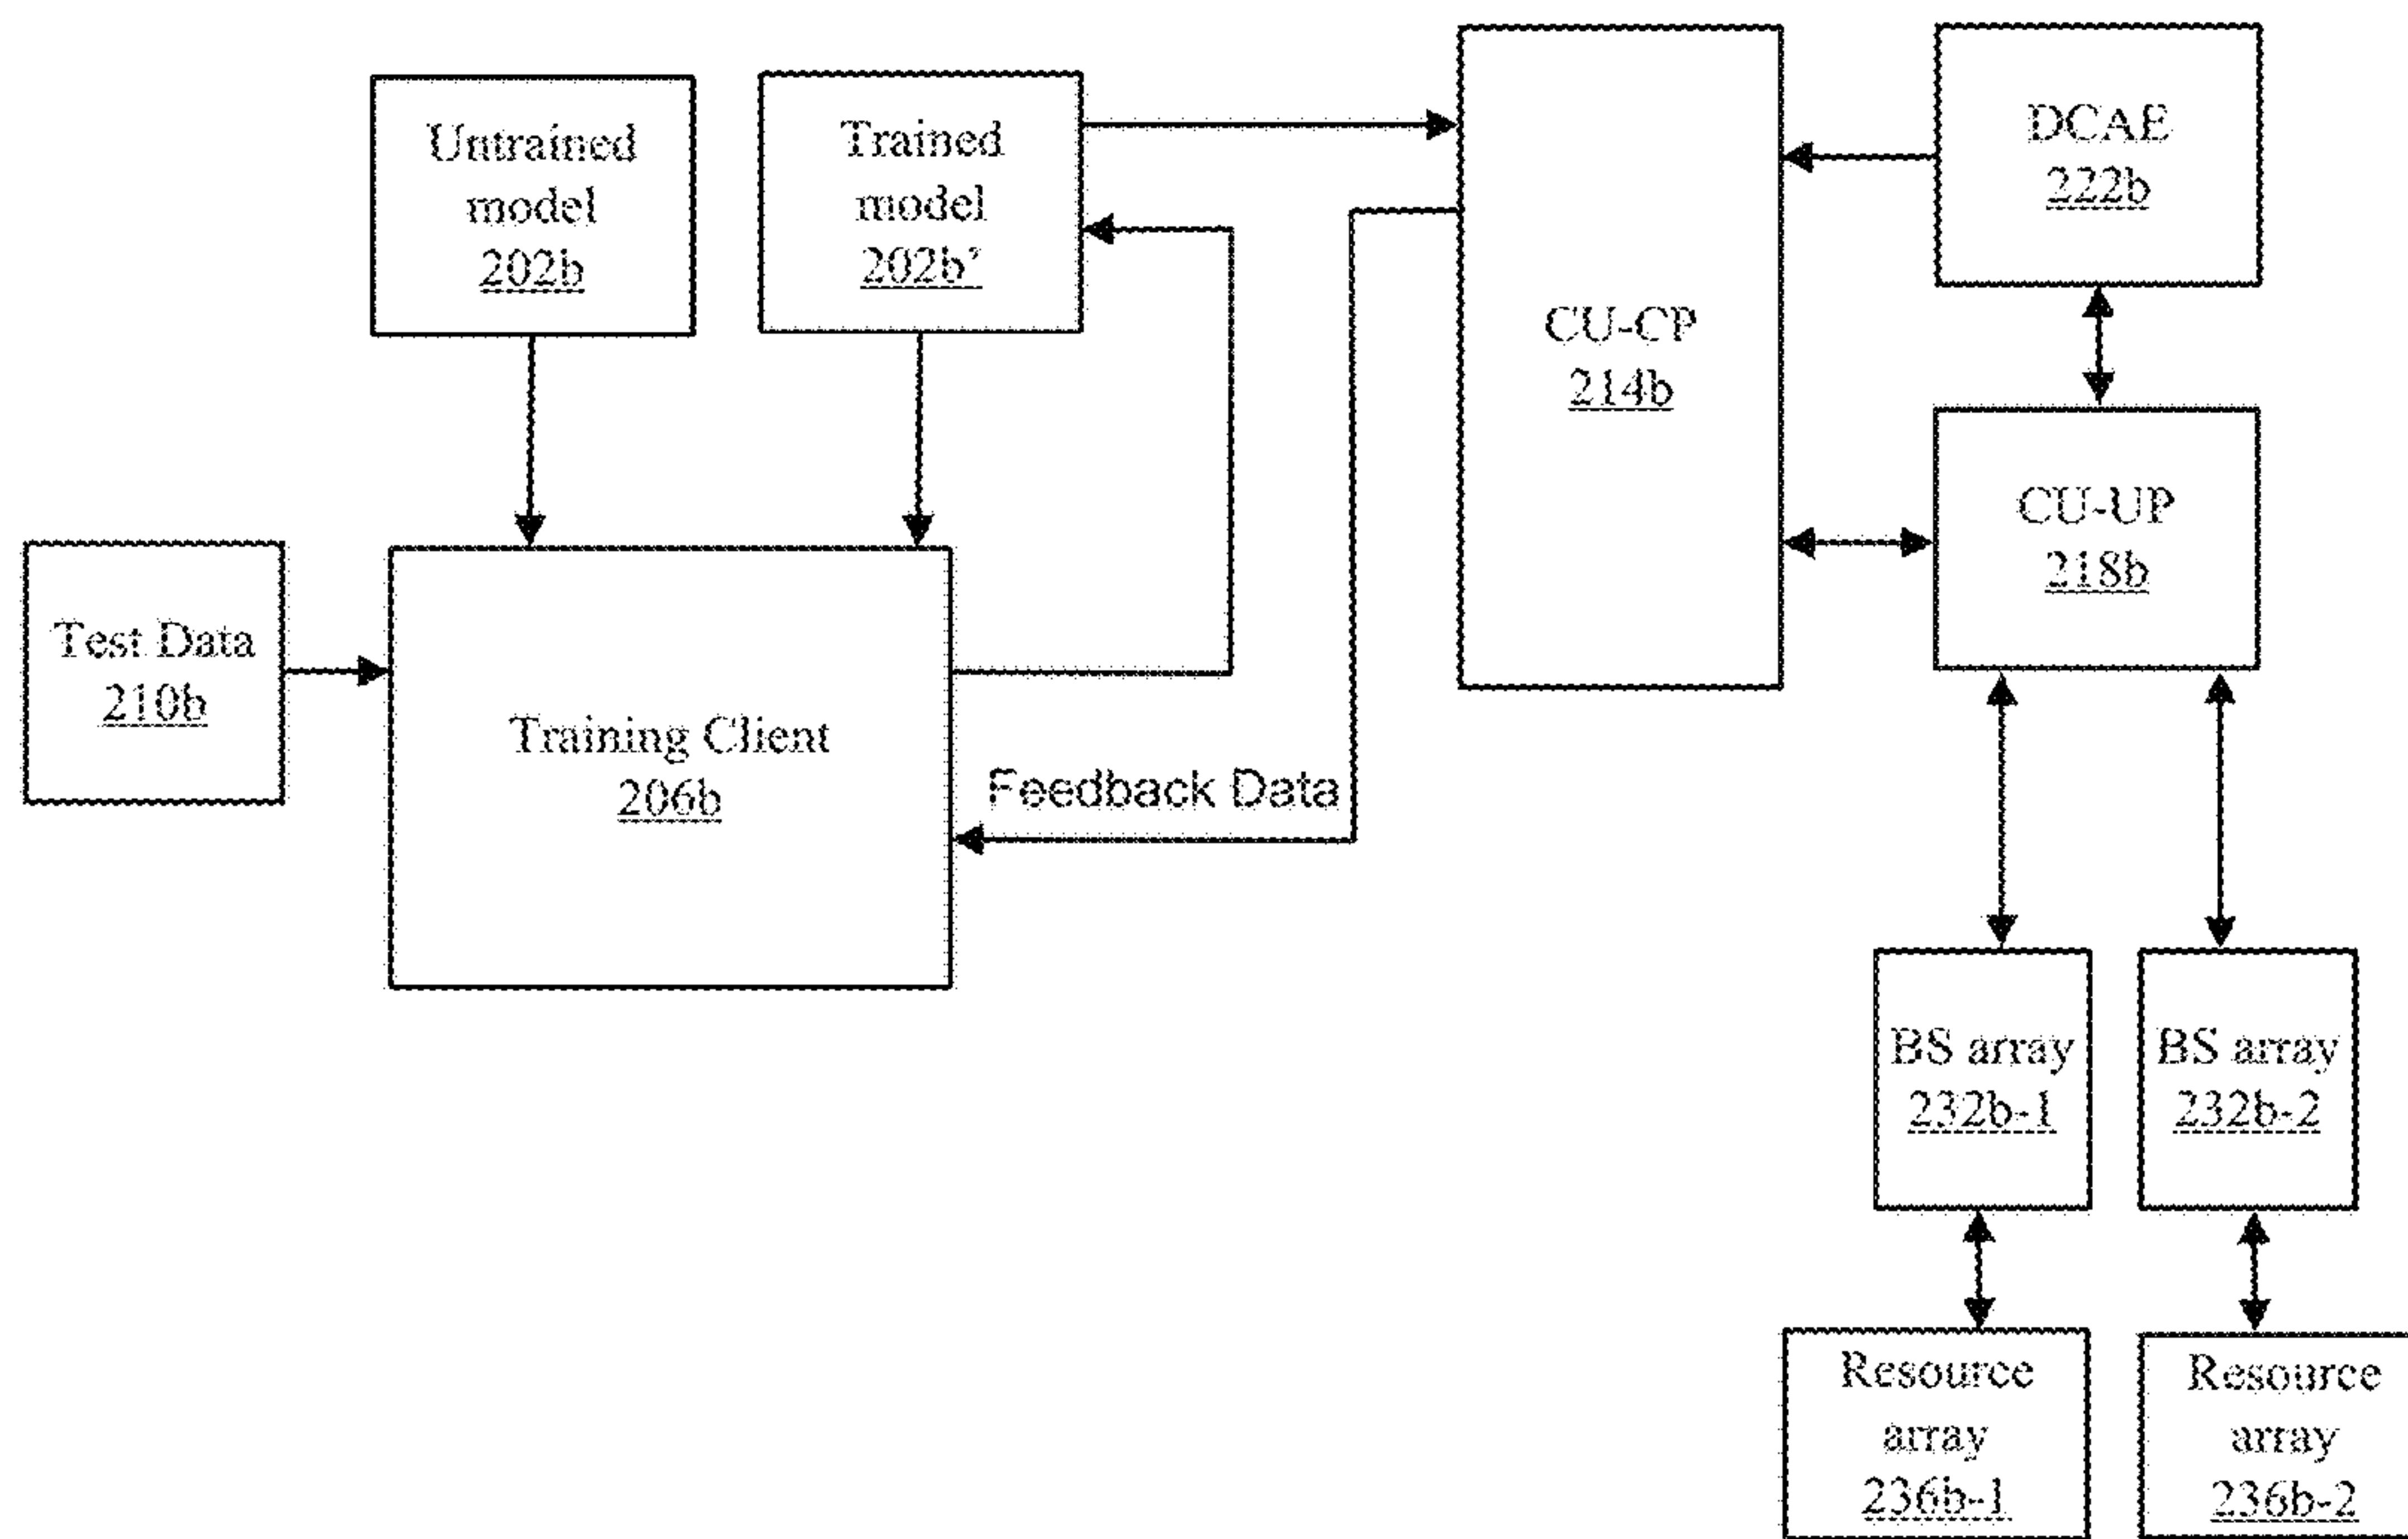 Untrained
model
202b
Trained
model
202b'
CU-CP
214b
DCAE
222b
CU-UP
218b
Test Data
210b
Training Client
206b
Feedback Data
BS array
232b-1
BS array
232b-2
Resource
array
236b-1
Resource
array
236b-2